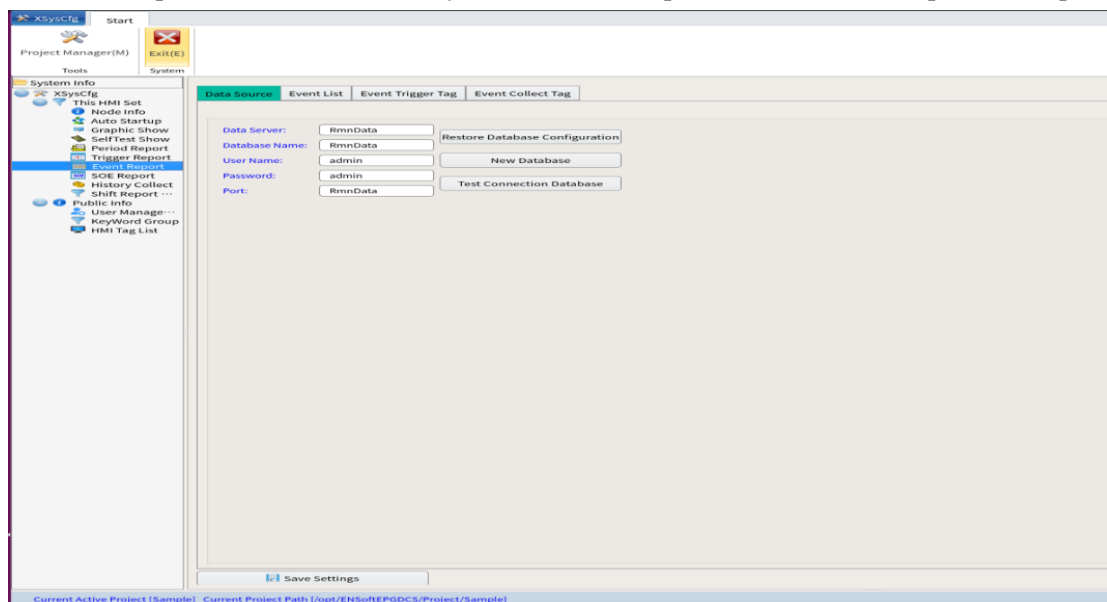 XSysCfg Start
Project Manager(M) Exit(E)
Tools System
System Info
XSysCfg
This HMI Set
Node Info
Auto Startup
Graphic Show
SelfTest Show
Period Report
Trigger Report
Event Report
SOE Report
History Collect
Shift Report ···
Public Info
User Manage···
KeyWord Group
HMI Tag List
Data Source Event List Event Trigger Tag Event Collect Tag
Data Server: RmnData
Restore Database Configuration
Database Name: RmnData
User Name: admin New Database
Password: admin
Test Connection Database
Port: RmnData
Save Settings
Current Active Project [Sample] Current Project Path [/opt/ENSoftEPGDCS/Project/Sample]